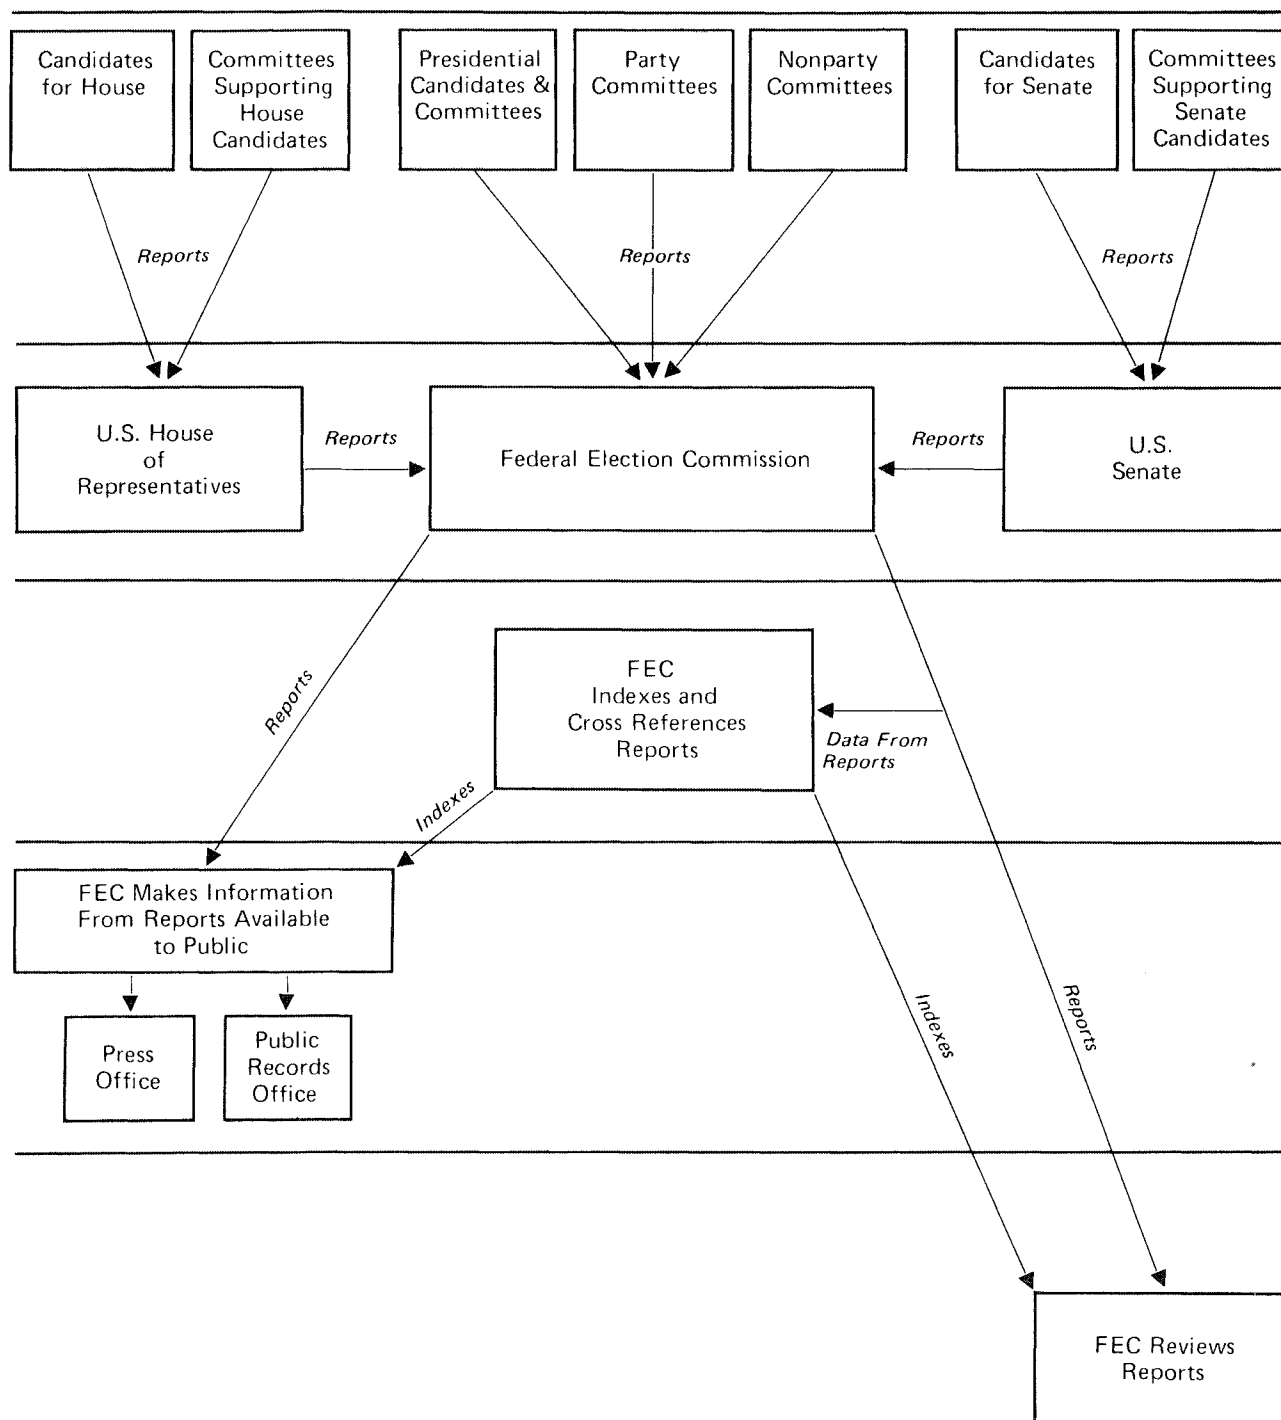 Candidates
for House
Committees
Supporting
House
Candidates
Presidential
Candidates &
Committees
Party
Committees
Nonparty
Committees
Candidates
for Senate
Committees
Supporting
Senate
Candidates
Reports
Reports
Reports
U.S. House
of
Representatives
Reports
Federal Election Commission
Reports
U.S.
Senate
Reports
FEC
Indexes and
Cross References
Reports
Data From
Reports
Indexes
FEC Makes Information
From Reports Available
to Public
Press
Office
Public
Records
Office
Indexes
Reports
FEC Reviews
Reports